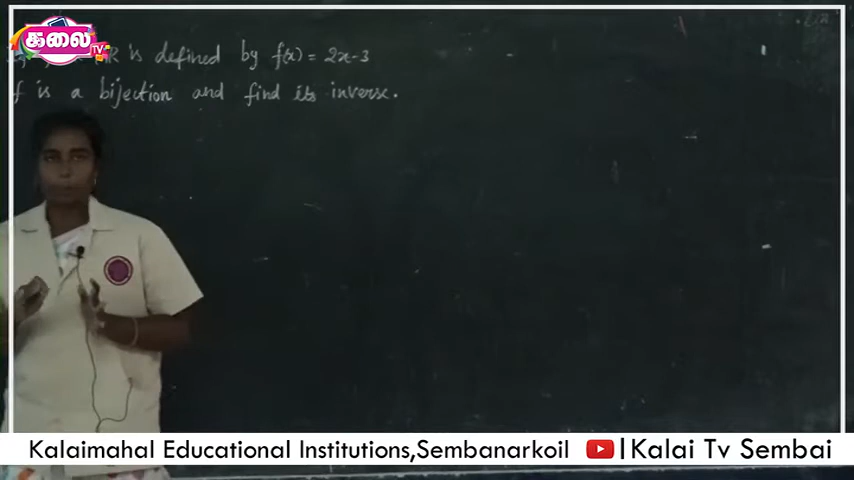 கலை TV
R is defined by f(x) = 2x-3
f is a bijection and find its inverse.
Kalaimahal Educational Institutions,Sembanarkoil |Kalai Tv Sembai